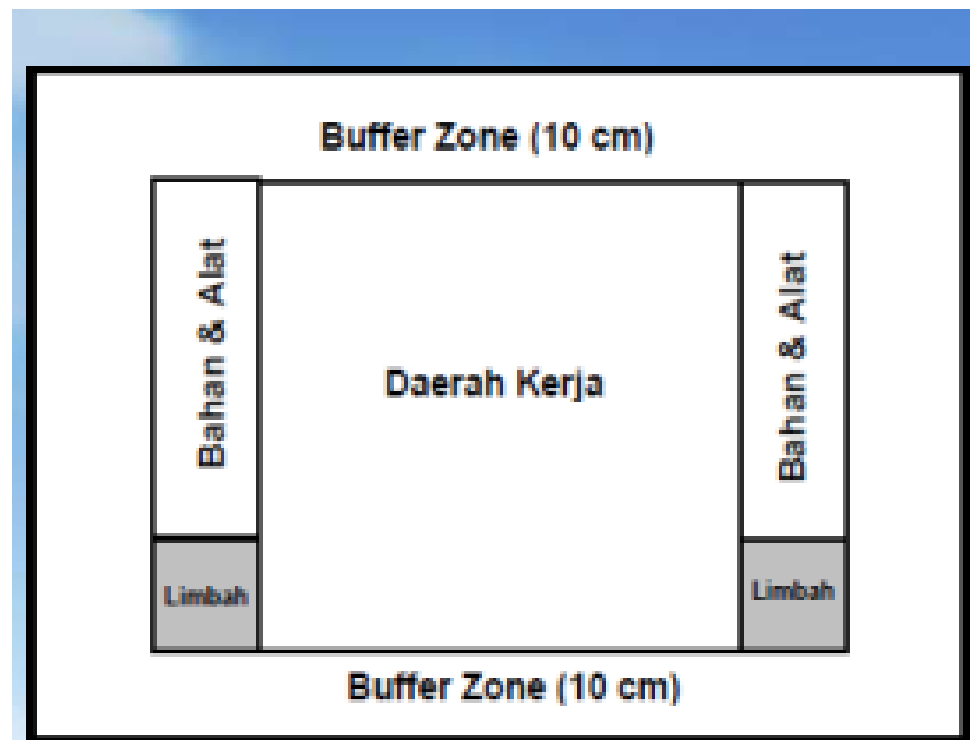 Buffer Zone (10 cm)
Bahan & Alat
Daerah Kerja
Bahan & Alat
Limbah
Limbah
Buffer Zone (10 cm)